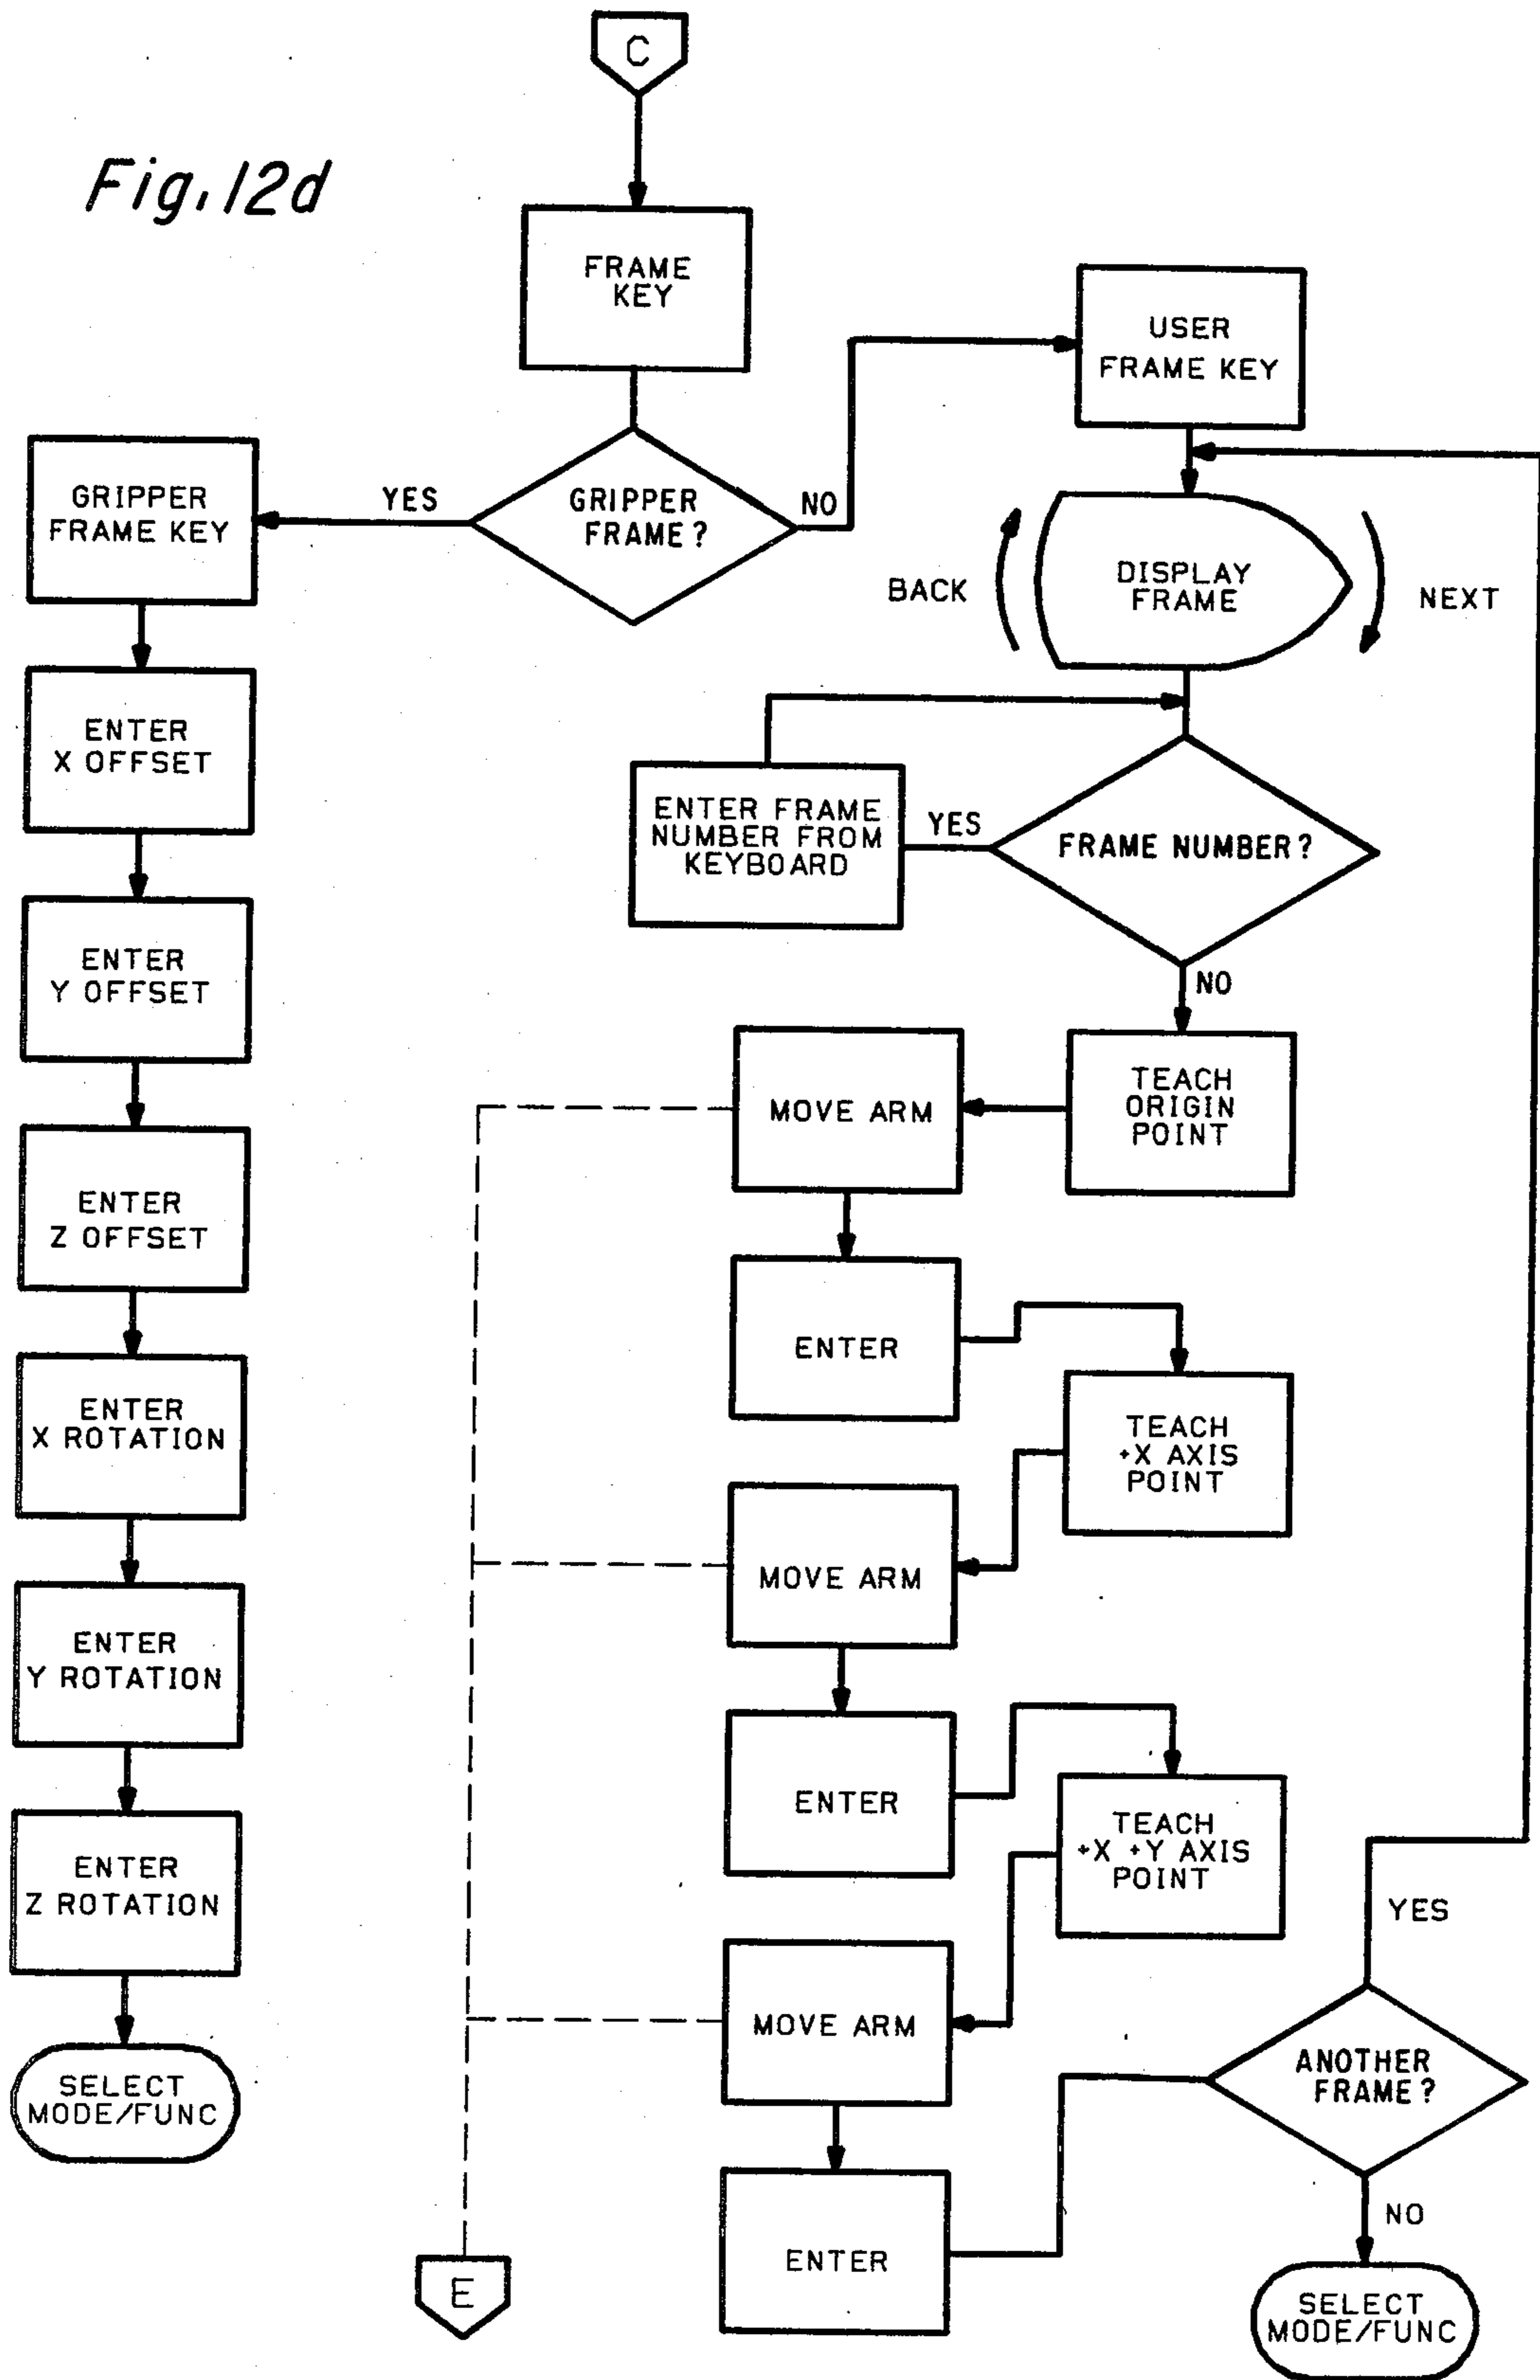 C
Fig. 12d
FRAME
KEY
USER
FRAME KEY
GRIPPER
FRAME KEY
YES
GRIPPER
FRAME?
NO
BACK
DISPLAY
FRAME
NEXT
ENTER
X OFFSET
ENTER FRAME
NUMBER FROM
KEYBOARD
YES
FRAME NUMBER?
NO
ENTER
Y OFFSET
MOVE ARM
TEACH
ORIGIN
POINT
ENTER
Z OFFSET
ENTER
TEACH
+X AXIS
POINT
ENTER
X ROTATION
MOVE ARM
ENTER
Y ROTATION
ENTER
TEACH
+X +Y AXIS
POINT
ENTER
Z ROTATION
YES
MOVE ARM
ANOTHER
FRAME?
SELECT
MODE/FUNC
NO
ENTER
E
SELECT
MODE/FUNC